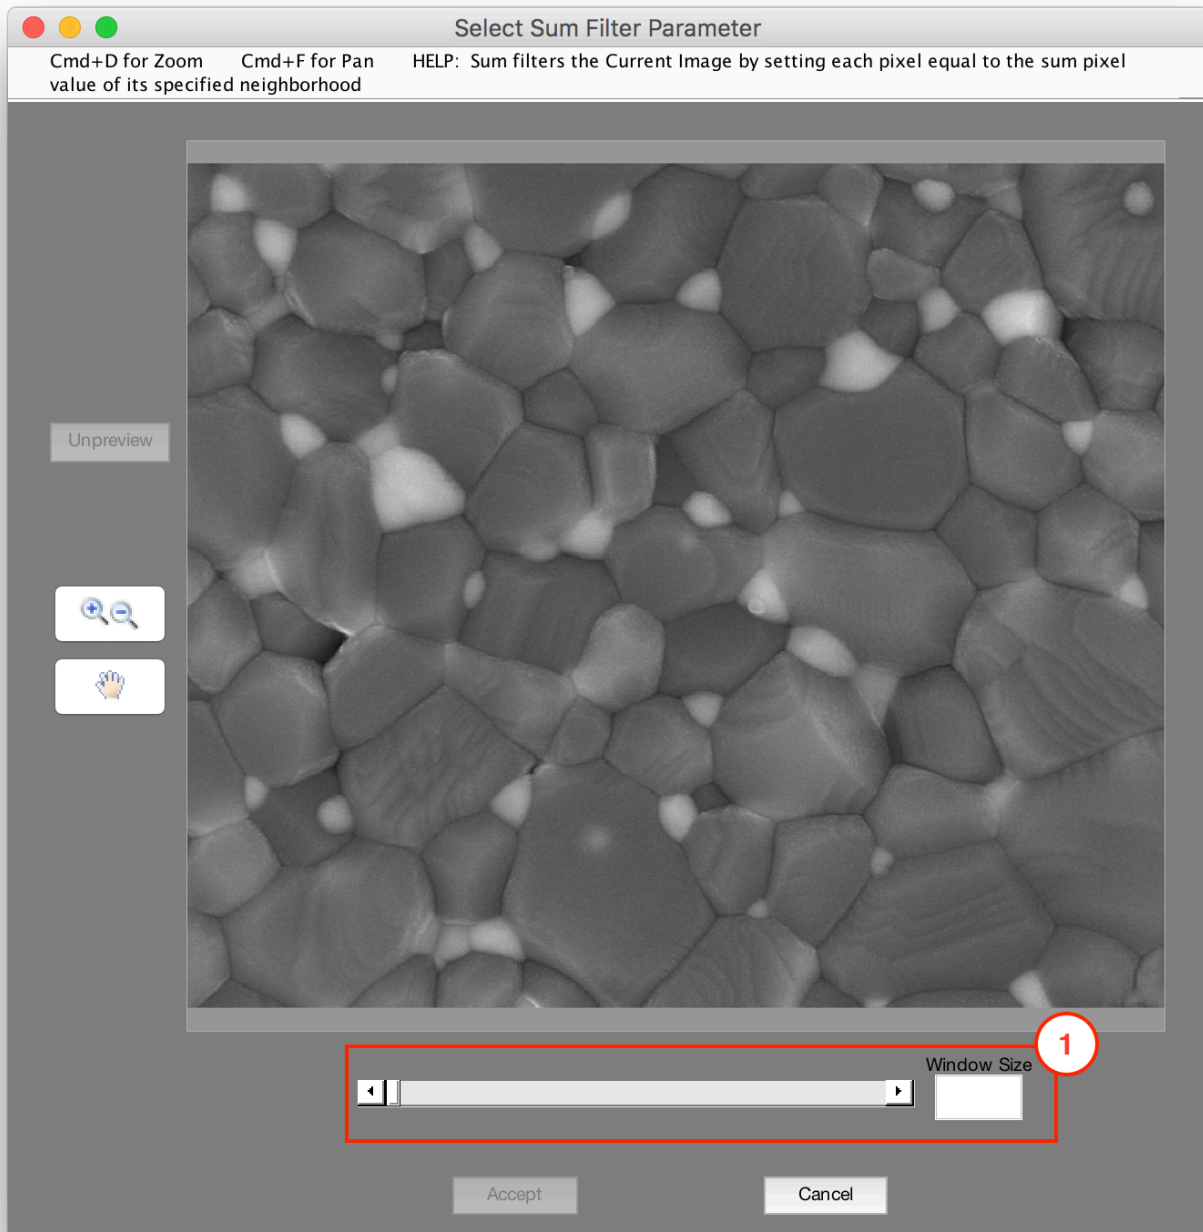 Select Sum Filter Parameter
Cmd+D for Zoom Cmd+F for Pan HELP: Sum filters the Current Image by setting each pixel equal to the sum pixel
value of its specified neighborhood
Unpreview
1
Window Size
Accept
Cancel